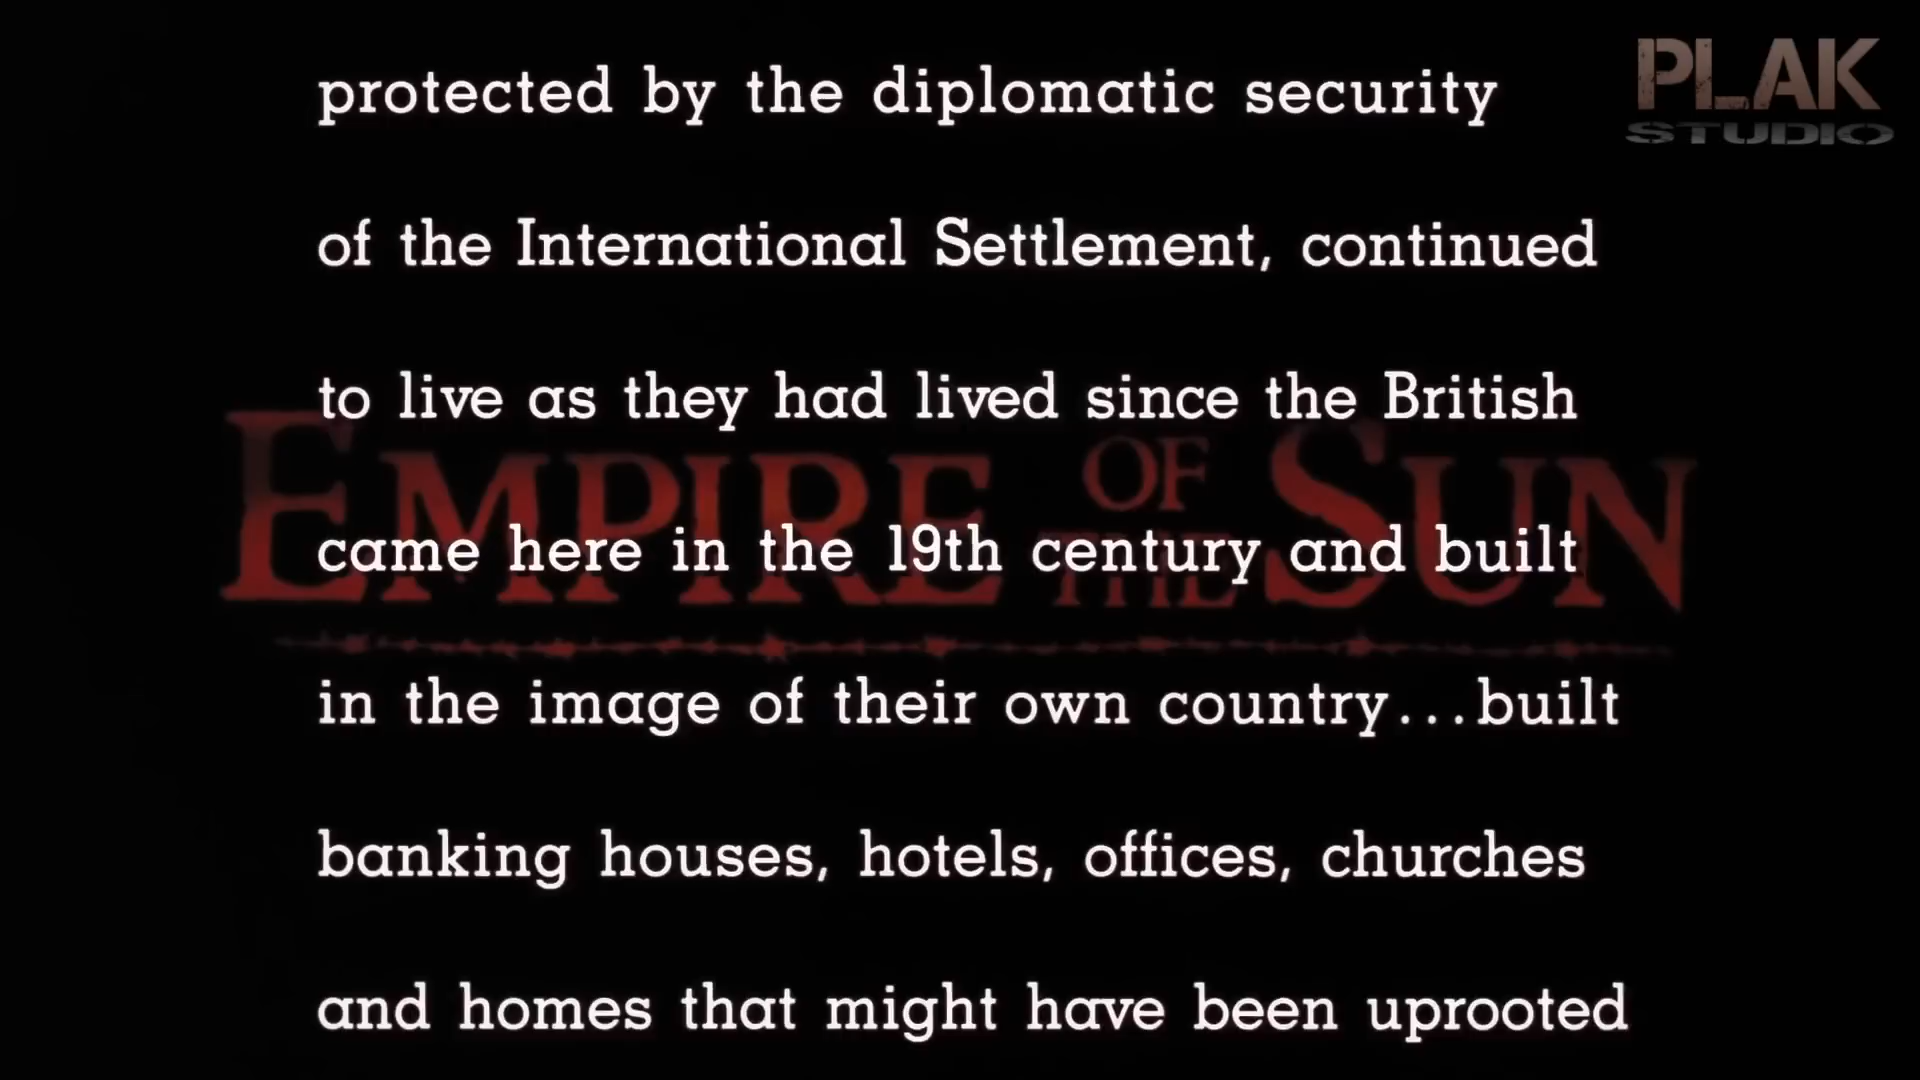 PLAK
STUDIO
protected by the diplomatic security
of the International Settlement, continued
to live as they had lived since the British
came here in the 19th century and built
in the image of their own country...built
banking houses, hotels, offices, churches
and homes that might have been uprooted
EMPIRE OF THE SUN